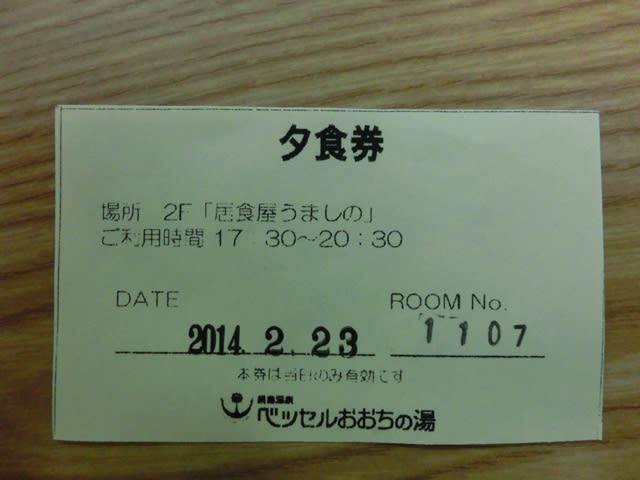 夕食券
場所 2F「居食屋うましの」
ご利用時間 17:30～20:30
DATE 2014. 2. 23 ROOM No. 1107
本券は当日のみ有効です
ベッセルおおちの湯